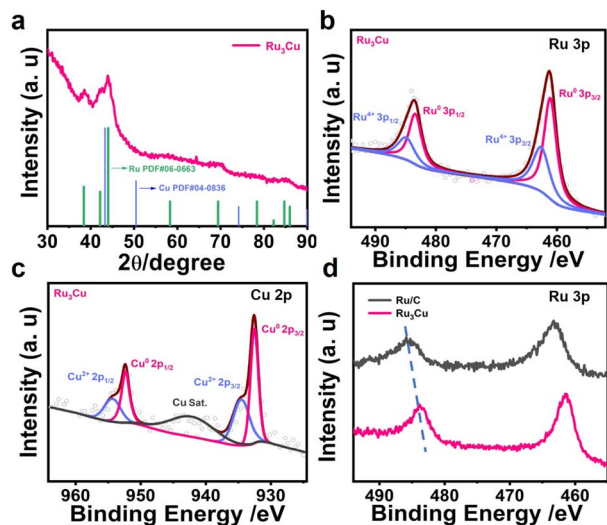 a
Ru₃Cu
Ru PDF#06-0663
Cu PDF#04-0836
Intensity (a. u)
30 40 50 60 70 80 90
2θ/degree
b
Ru₃Cu
Ru 3p
Ru⁴⁺ 3p₁/₂
Ru⁰ 3p₁/₂
Ru⁴⁺ 3p₃/₂
Ru⁰ 3p₃/₂
Intensity (a. u)
490 480 470 460
Binding Energy /eV
c
Ru₃Cu
Cu 2p
Cu²⁺ 2p₁/₂
Cu⁰ 2p₁/₂
Cu Sat.
Cu²⁺ 2p₃/₂
Cu⁰ 2p₃/₂
Intensity (a. u)
960 950 940 930
Binding Energy /eV
d
Ru/C
Ru₃Cu
Ru 3p
Intensity (a. u)
490 480 470 460
Binding Energy /eV